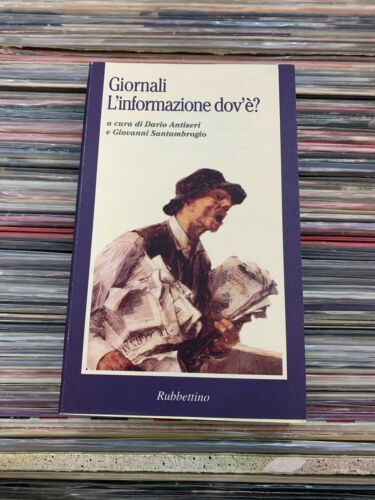 Giornali
L'informazione dov'è?
a cura di Dario Antiseri
e Giovanni Santambrogio
Rubbettino